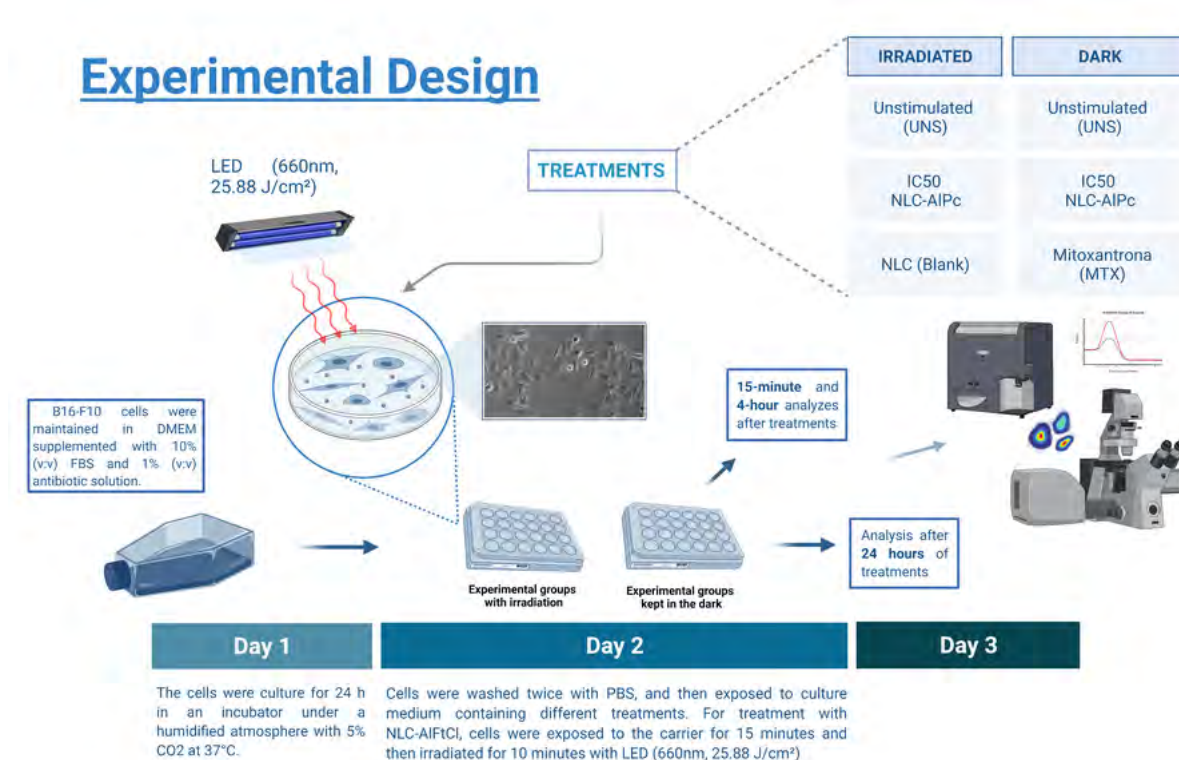 Experimental Design
LED (660nm,
25.88 J/cm²)
TREATMENTS
IRRADIATED
DARK
Unstimulated
(UNS)
Unstimulated
(UNS)
IC50
NLC-AlPc
IC50
NLC-AlPc
NLC (Blank)
Mitoxantrona
(MTX)
B16-F10 cells were
maintained in DMEM
supplemented with 10%
(v:v) FBS and 1% (v:v)
antibiotic solution.
15-minute and
4-hour analyzes
after treatments
Analysis after
24 hours of
treatments
Experimental groups
with irradiation
Experimental groups
kept in the dark
Day 1
Day 2
Day 3
The cells were culture for 24 h
in an incubator under a
humidified atmosphere with 5%
CO2 at 37°C.
Cells were washed twice with PBS, and then exposed to culture
medium containing different treatments. For treatment with
NLC-AlFtCl, cells were exposed to the carrier for 15 minutes and
then irradiated for 10 minutes with LED (660nm, 25.88 J/cm²)